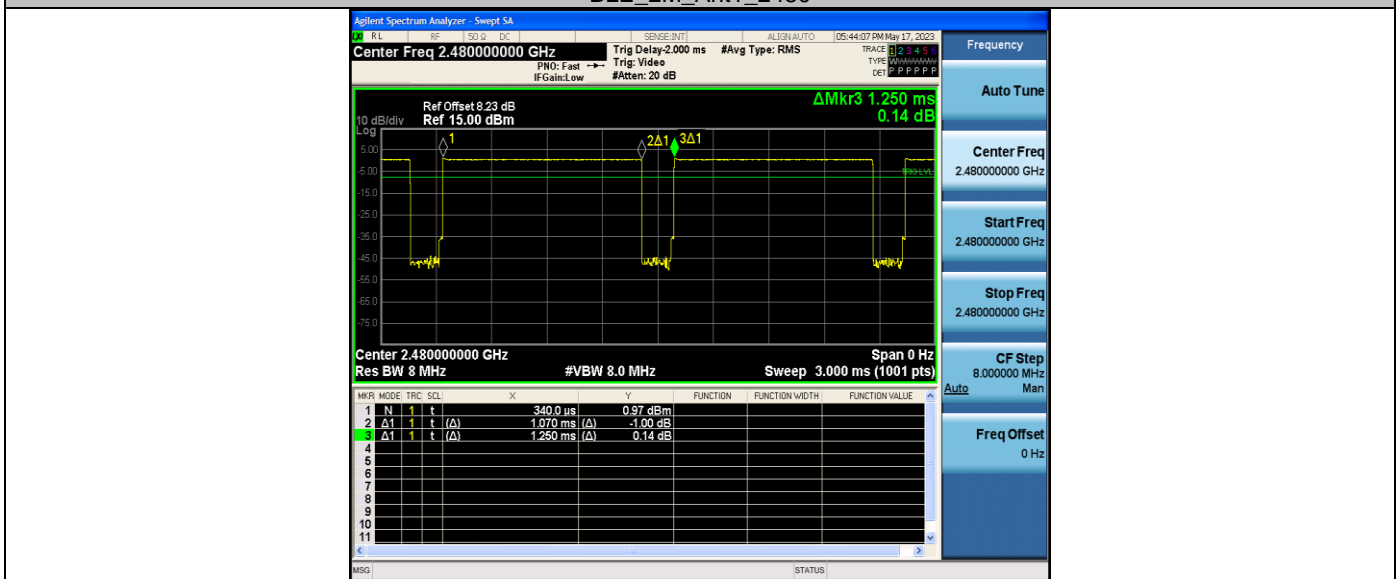 Agilent Spectrum Analyzer - Swept SA
RL RF 50 Ω DC SENSE:INT ALIGN AUTO 05:44:07 PM May 17, 2023
Center Freq 2.480000000 GHz Trig Delay-2.000 ms #Avg Type: RMS TRACE 1 2 3 4 5 6
PNO: Fast Trig: Video TYPE
IFGain:Low #Atten: 20 dB DET P P P P P P
ΔMkr3 1.250 ms
0.14 dB
Ref Offset 8.23 dB
10 dB/div Ref 15.00 dBm
Log
1 2Δ1 3Δ1
5.00
-5.00
TRIG LVL
-15.0
-25.0
-35.0
-45.0
-55.0
-65.0
-75.0
Center 2.480000000 GHz Span 0 Hz
Res BW 8 MHz #VBW 8.0 MHz Sweep 3.000 ms (1001 pts)
MKR MODE TRC SCL X Y FUNCTION FUNCTION WIDTH FUNCTION VALUE
1 N 1 t 340.0 us 0.97 dBm
2 Δ1 1 t (Δ) 1.070 ms (Δ) -1.00 dB
3 Δ1 1 t (Δ) 1.250 ms (Δ) 0.14 dB
4
5
6
7
8
9
10
11
MSG STATUS
Frequency
Auto Tune
Center Freq
2.480000000 GHz
Start Freq
2.480000000 GHz
Stop Freq
2.480000000 GHz
CF Step
8.000000 MHz
Auto Man
Freq Offset
0 Hz